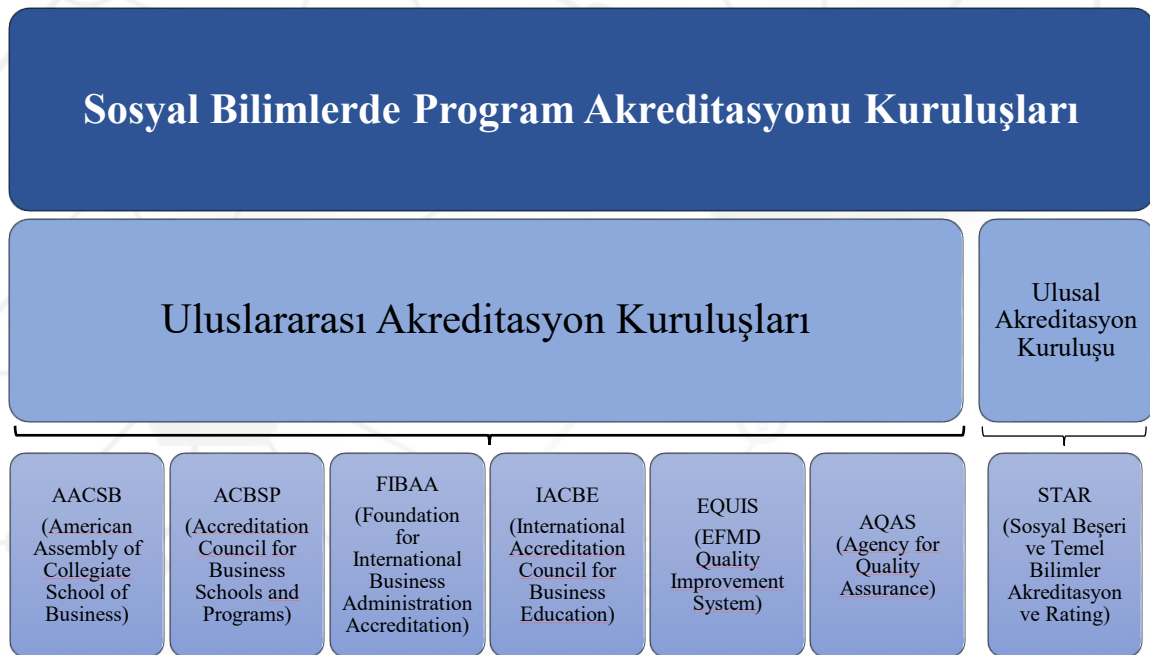 Sosyal Bilimlerde Program Akreditasyonu Kuruluşları
Uluslararası Akreditasyon Kuruluşları
Ulusal
Akreditasyon
Kuruluşu
AACSB
(American
Assembly of
Collegiate
School of
Business)
ACBSP
(Accreditation
Council for
Business
Schools and
Programs)
FIBAA
(Foundation
for
International
Business
Administration
Accreditation)
IACBE
(International
Accreditation
Council for
Business
Education)
EQUIS
(EFMD
Quality
Improvement
System)
AQAS
(Agency for
Quality
Assurance)
STAR
(Sosyal Beşeri
ve Temel
Bilimler
Akreditasyon
ve Rating)